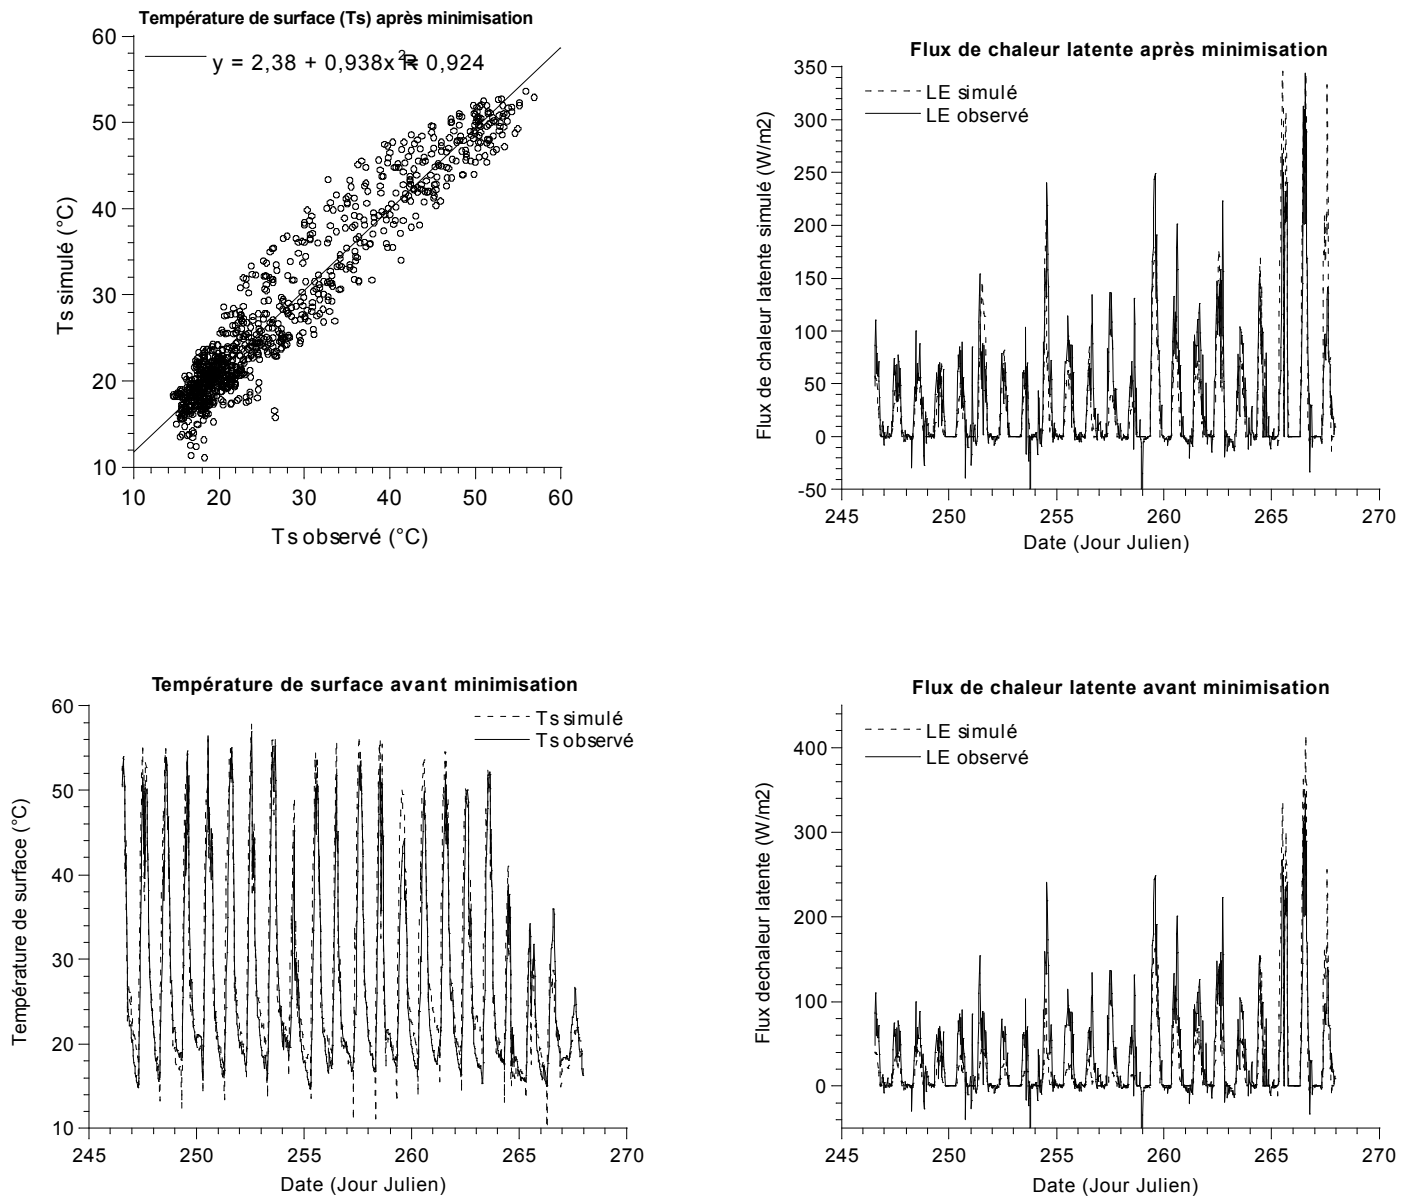 Température de surface (Ts) après minimisation
y = 2,38 + 0,938x R2= 0,924
60
50
40
30
20
10
Ts simulé (°C)
10 20 30 40 50 60
Ts observé (°C)
Flux de chaleur latente après minimisation
LE simulé
LE observé
350
300
250
200
150
100
50
0
-50
Flux de chaleur latente simulé (W/m2)
245 250 255 260 265 270
Date (Jour Julien)
Température de surface avant minimisation
Ts simulé
Ts observé
60
50
40
30
20
10
Température de surface (°C)
245 250 255 260 265 270
Date (Jour Julien)
Flux de chaleur latente avant minimisation
LE simulé
LE observé
400
300
200
100
0
Flux dechaleur latente (W/m2)
245 250 255 260 265 270
Date (Jour Julien)